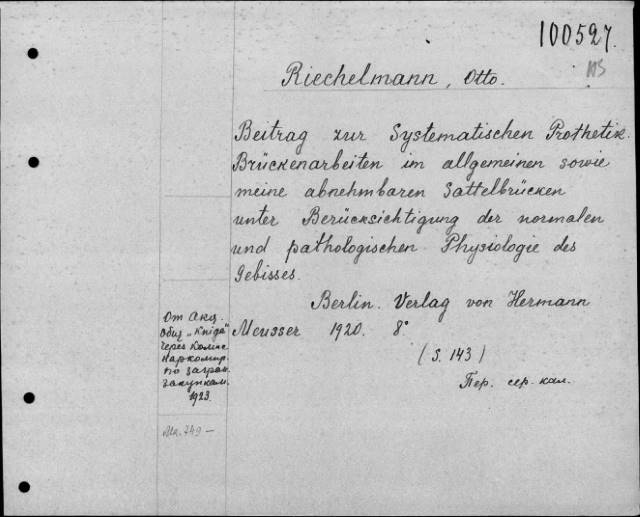 100527.
Riechelmann, Otto.
Beitrag zur Systematischen Prothetik.
Brückenarbeiten im allgemeinen sowie
meine abnehmbaren Sattelbrücken
unter Berücksichtigung der normalen
und pathologischen Physiologie des
Gebisses.
Berlin. Verlag von Hermann
Meusser 1920. 8°
(S. 143)
Пер. сер. кал.
От Акц.
Общ „Kniga“
через Комис.
Наркомпр.
по загран.
закупкам.
1923.
749 —